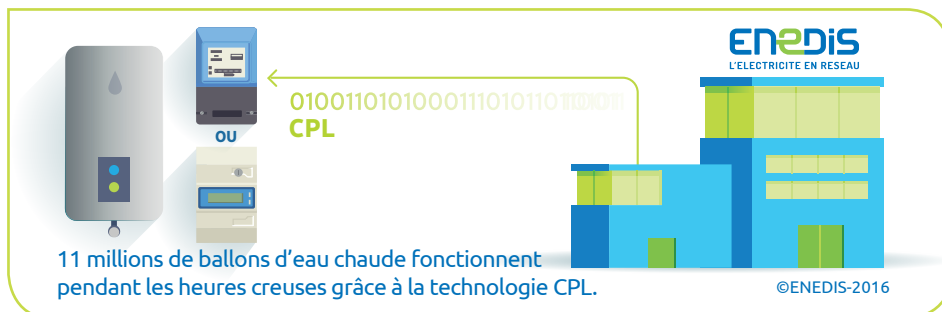 ENEDIS
L'ELECTRICITE EN RESEAU
OU
CPL
11 millions de ballons d'eau chaude fonctionnent
pendant les heures creuses grâce à la technologie CPL.
©ENEDIS-2016